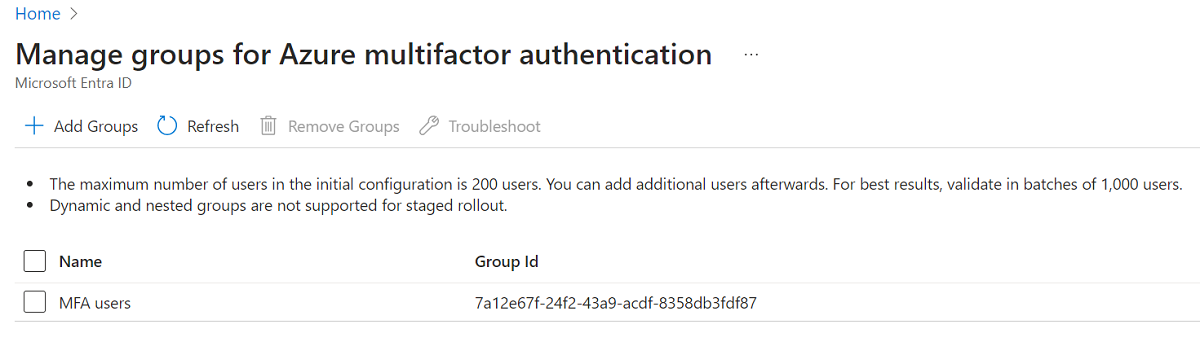 Home >
Manage groups for Azure multifactor authentication ...
Microsoft Entra ID
+ Add Groups Refresh Remove Groups Troubleshoot
• The maximum number of users in the initial configuration is 200 users. You can add additional users afterwards. For best results, validate in batches of 1,000 users.
• Dynamic and nested groups are not supported for staged rollout.
Name Group Id
MFA users 7a12e67f-24f2-43a9-acdf-8358db3fdf87